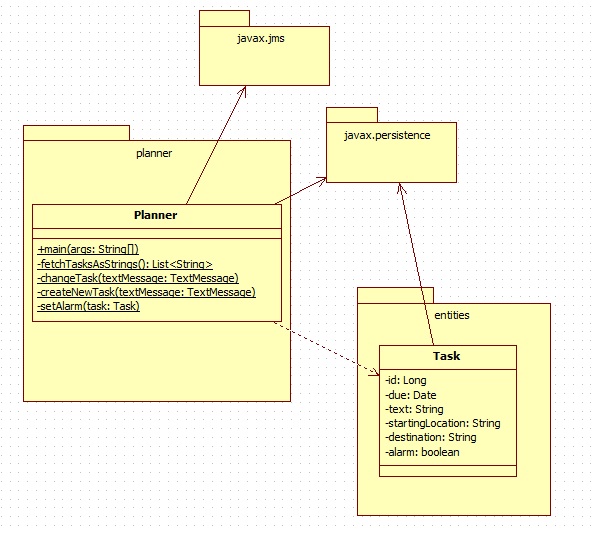 javax.jms
javax.persistence
planner
Planner
+main(args: String[])
-fetchTasksAsStrings(): List<String>
-changeTask(textMessage: TextMessage)
-createNewTask(textMessage: TextMessage)
-setAlarm(task: Task)
entities
Task
-id: Long
-due: Date
-text: String
-startingLocation: String
-destination: String
-alarm: boolean